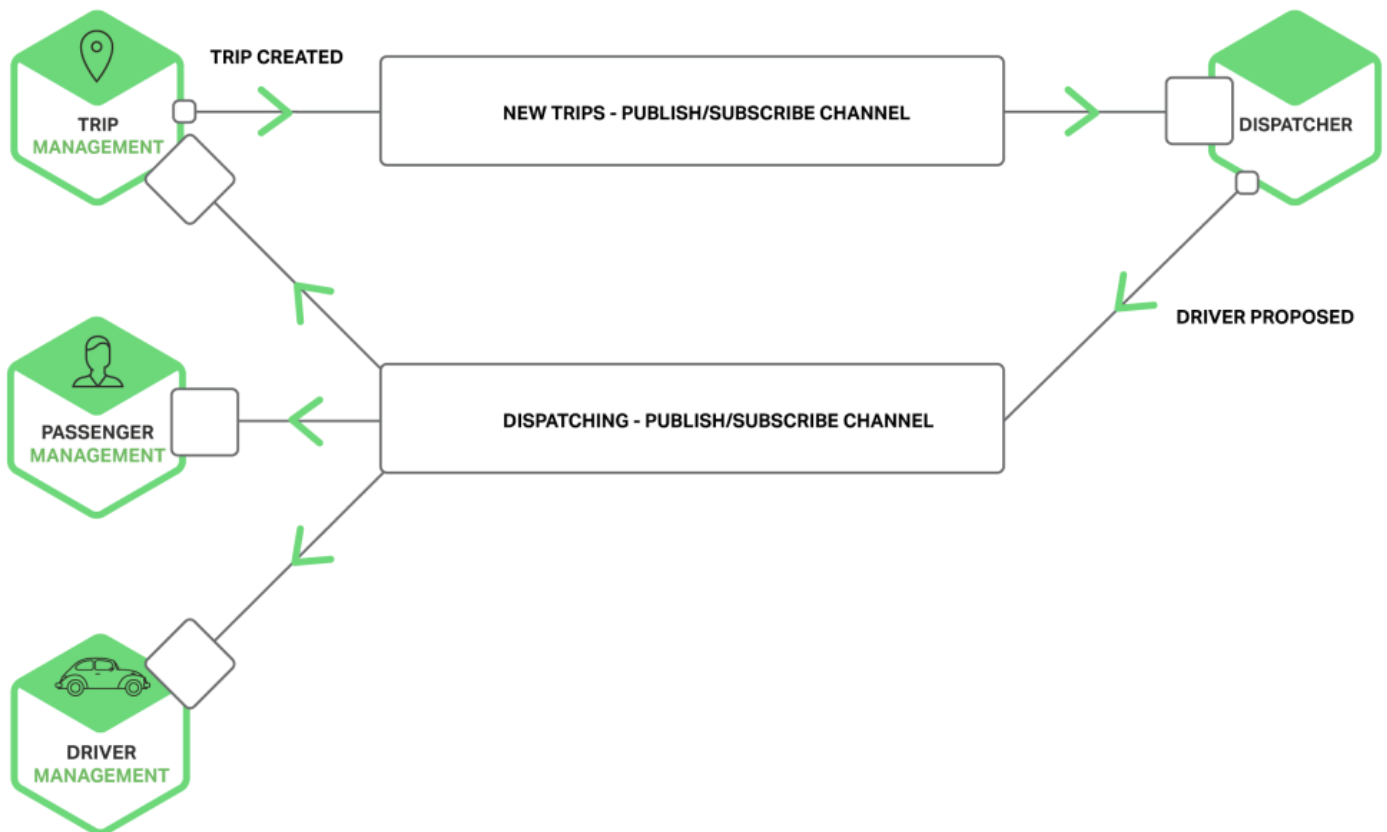 TRIP CREATED
NEW TRIPS - PUBLISH/SUBSCRIBE CHANNEL
TRIP
MANAGEMENT
DISPATCHER
DRIVER PROPOSED
DISPATCHING - PUBLISH/SUBSCRIBE CHANNEL
PASSENGER
MANAGEMENT
DRIVER
MANAGEMENT